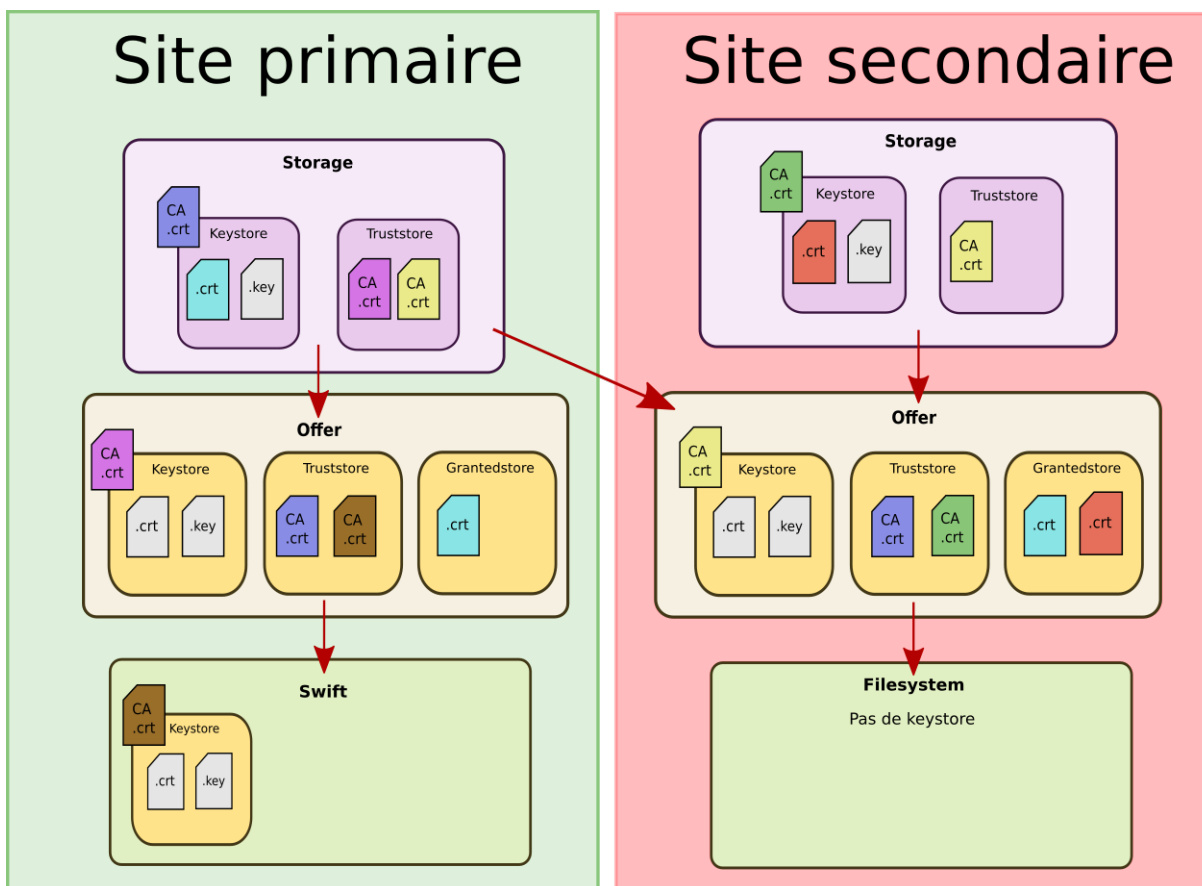 Site primaire
Storage
CA
.crt
Keystore
.crt
.key
Truststore
CA
.crt
CA
.crt
Offer
CA
.crt
Keystore
.crt
.key
Truststore
CA
.crt
CA
.crt
Grantedstore
.crt
Swift
CA
.crt
Keystore
.crt
.key
Site secondaire
Storage
CA
.crt
Keystore
.crt
.key
Truststore
CA
.crt
Offer
CA
.crt
Keystore
.crt
.key
Truststore
CA
.crt
CA
.crt
Grantedstore
.crt
.crt
Filesystem
Pas de keystore